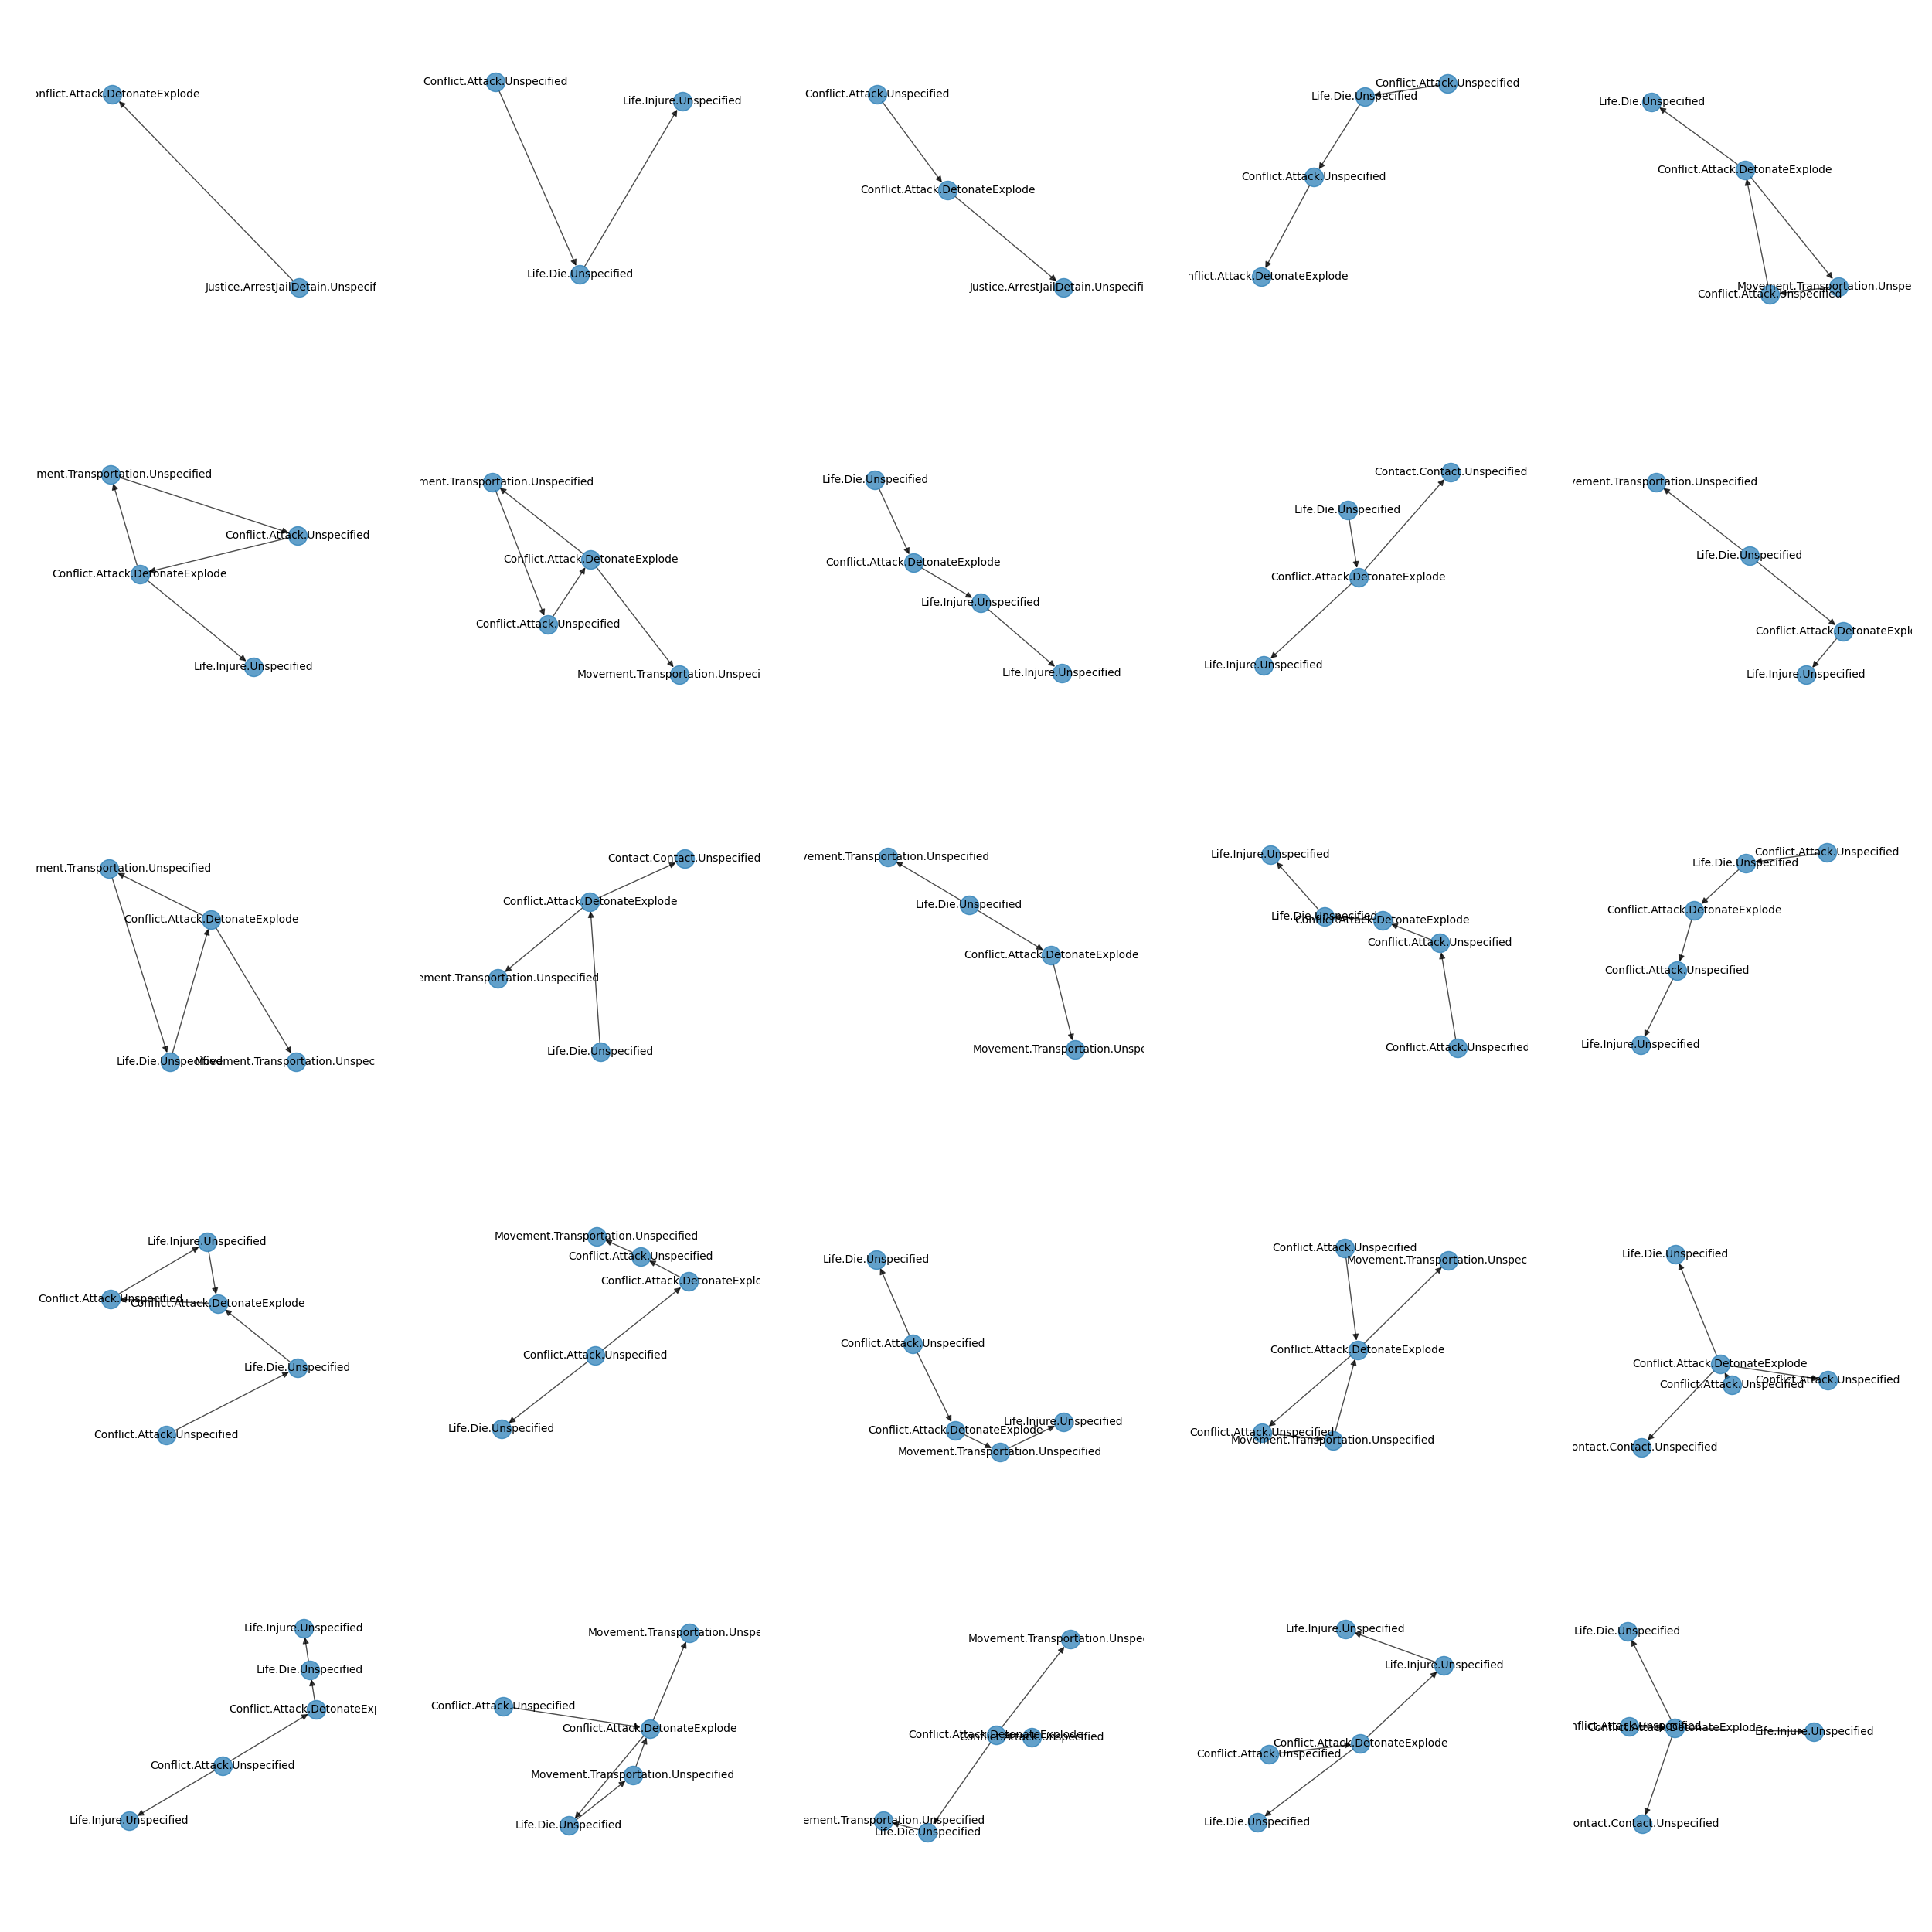 onflict.Attack.DetonateExplode
Justice.ArrestJailDetain.Unspecif
Conflict.Attack.Unspecified
Life.Injure.Unspecified
Life.Die.Unspecified
Conflict.Attack.Unspecified
Conflict.Attack.DetonateExplode
Justice.ArrestJailDetain.Unspecifi
Conflict.Attack.Unspecified
Life.Die.Unspecified
Conflict.Attack.Unspecified
nflict.Attack.DetonateExplode
Life.Die.Unspecified
Conflict.Attack.DetonateExplode
Movement.Transportation.Unspe
Conflict.Attack.Unspecified
ment.Transportation.Unspecified
Conflict.Attack.Unspecified
Conflict.Attack.DetonateExplode
Life.Injure.Unspecified
ment.Transportation.Unspecified
Conflict.Attack.DetonateExplode
Conflict.Attack.Unspecified
Movement.Transportation.Unspeci
Life.Die.Unspecified
Conflict.Attack.DetonateExplode
Life.Injure.Unspecified
Life.Injure.Unspecified
Contact.Contact.Unspecified
Life.Die.Unspecified
Conflict.Attack.DetonateExplode
Life.Injure.Unspecified
vement.Transportation.Unspecified
Life.Die.Unspecified
Conflict.Attack.DetonateExplo
Life.Injure.Unspecified
ment.Transportation.Unspecified
Conflict.Attack.DetonateExplode
Life.Die.Unspecified
Movement.Transportation.Unspec
Contact.Contact.Unspecified
Conflict.Attack.DetonateExplode
ement.Transportation.Unspecified
Life.Die.Unspecified
vement.Transportation.Unspecified
Life.Die.Unspecified
Conflict.Attack.DetonateExplode
Movement.Transportation.Unspe
Life.Injure.Unspecified
Life.Die.Unspecified
Conflict.Attack.DetonateExplode
Conflict.Attack.Unspecified
Conflict.Attack.Unspecified
Conflict.Attack.Unspecified
Life.Die.Unspecified
Conflict.Attack.DetonateExplode
Conflict.Attack.Unspecified
Life.Injure.Unspecified
Life.Injure.Unspecified
Conflict.Attack.Unspecified
Conflict.Attack.DetonateExplode
Life.Die.Unspecified
Conflict.Attack.Unspecified
Movement.Transportation.Unspecified
Conflict.Attack.Unspecified
Conflict.Attack.DetonateExplo
Conflict.Attack.Unspecified
Life.Die.Unspecified
Life.Die.Unspecified
Conflict.Attack.Unspecified
Life.Injure.Unspecified
Conflict.Attack.DetonateExplode
Movement.Transportation.Unspecified
Conflict.Attack.Unspecified
Movement.Transportation.Unspec
Conflict.Attack.DetonateExplode
Conflict.Attack.Unspecified
Movement.Transportation.Unspecified
Life.Die.Unspecified
Conflict.Attack.DetonateExplode
Conflict.Attack.Unspecified
Conflict.Attack.Unspecified
ontact.Contact.Unspecified
Life.Injure.Unspecified
Life.Die.Unspecified
Conflict.Attack.DetonateExp
Conflict.Attack.Unspecified
Life.Injure.Unspecified
Movement.Transportation.Unspe
Conflict.Attack.Unspecified
Conflict.Attack.DetonateExplode
Movement.Transportation.Unspecified
Life.Die.Unspecified
Movement.Transportation.Unspec
Conflict.Attack.DetonateExplode
Conflict.Attack.Unspecified
ement.Transportation.Unspecified
Life.Die.Unspecified
Life.Injure.Unspecified
Life.Injure.Unspecified
Conflict.Attack.DetonateExplode
Conflict.Attack.Unspecified
Life.Die.Unspecified
Life.Die.Unspecified
nflict.Attack.Unspecified
Conflict.Attack.DetonateExplode
Life.Injure.Unspecified
ontact.Contact.Unspecified